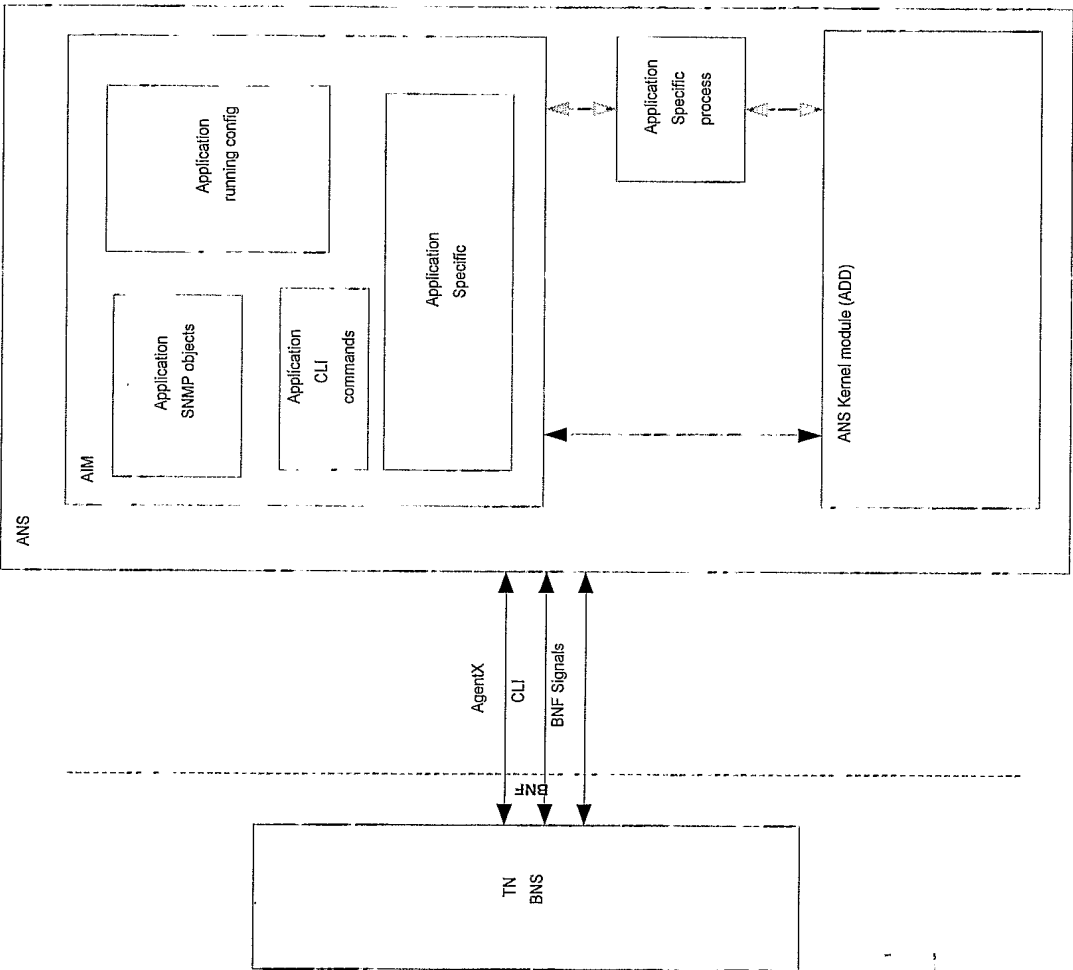 ANS
AIM
Application
SNMP objects
Application
running config
Application
CLI
commands
Application
Specific
Application
Specific
process
ANS Kernel module (ADD)
AgentX
CLI
BNF Signals
BNF
TN
BNS